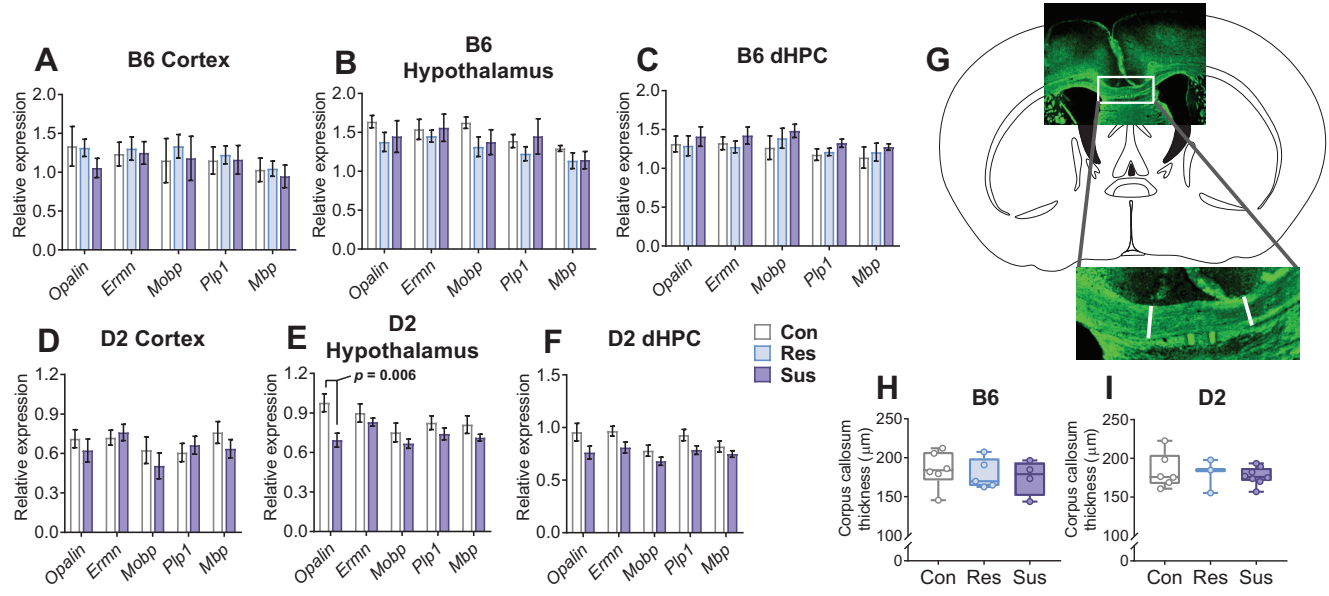 A
B6 Cortex
Relative expression
2.0
1.5
1.0
0.5
0.0
Opalin
Ermn
Mobp
Plp1
Mbp
B
B6
Hypothalamus
Relative expression
2.0
1.5
1.0
0.5
0.0
Opalin
Ermn
Mobp
Plp1
Mbp
C
B6 dHPC
Relative expression
2.0
1.5
1.0
0.5
0.0
Opalin
Ermn
Mobp
Plp1
Mbp
G
D
D2 Cortex
Relative expression
1.2
0.9
0.6
0.3
0.0
Opalin
Ermn
Mobp
Plp1
Mbp
E
D2
Hypothalamus
p = 0.006
Relative expression
1.2
0.9
0.6
0.3
0.0
Opalin
Ermn
Mobp
Plp1
Mbp
F
D2 dHPC
Relative expression
1.5
1.0
0.5
0.0
Opalin
Ermn
Mobp
Plp1
Mbp
Con
Res
Sus
H
B6
Corpus callosum
thickness (μm)
250
200
150
100
0
Con
Res
Sus
I
D2
Corpus callosum
thickness (μm)
250
200
150
100
0
Con
Res
Sus